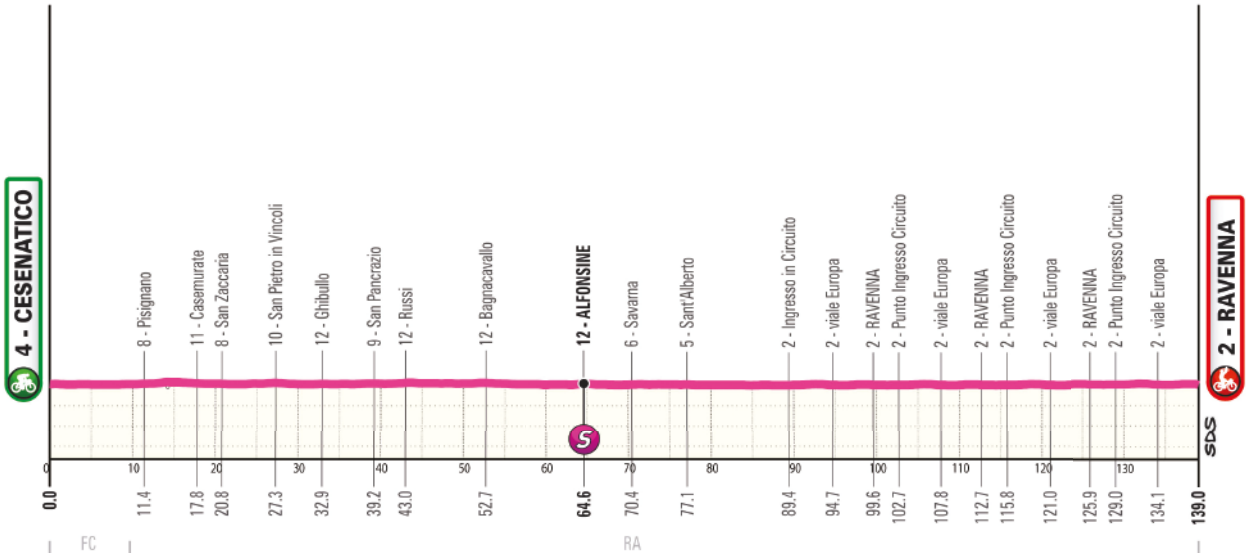 4 - CESENATICO
8 - Pisignano
11 - Casemurate
8 - San Zaccaria
10 - San Pietro in Vincoli
12 - Ghibullo
9 - San Pancrazio
12 - Russi
12 - Bagnacavallo
12 - ALFONSINE
6 - Savarna
5 - Sant'Alberto
2 - Ingresso in Circuito
2 - viale Europa
2 - RAVENNA
2 - Punto Ingresso Circuito
2 - viale Europa
2 - RAVENNA
2 - Punto Ingresso Circuito
2 - viale Europa
2 - RAVENNA
2 - Punto Ingresso Circuito
2 - viale Europa
2 - RAVENNA
S
SDS
0 10 20 30 40 50 60 70 80 90 100 110 120 130
0.0 11.4 17.8 20.8 27.3 32.9 39.2 43.0 52.7 64.6 70.4 77.1 89.4 94.7 99.6 102.7 107.8 112.7 115.8 121.0 125.9 129.0 134.1 139.0
FC RA